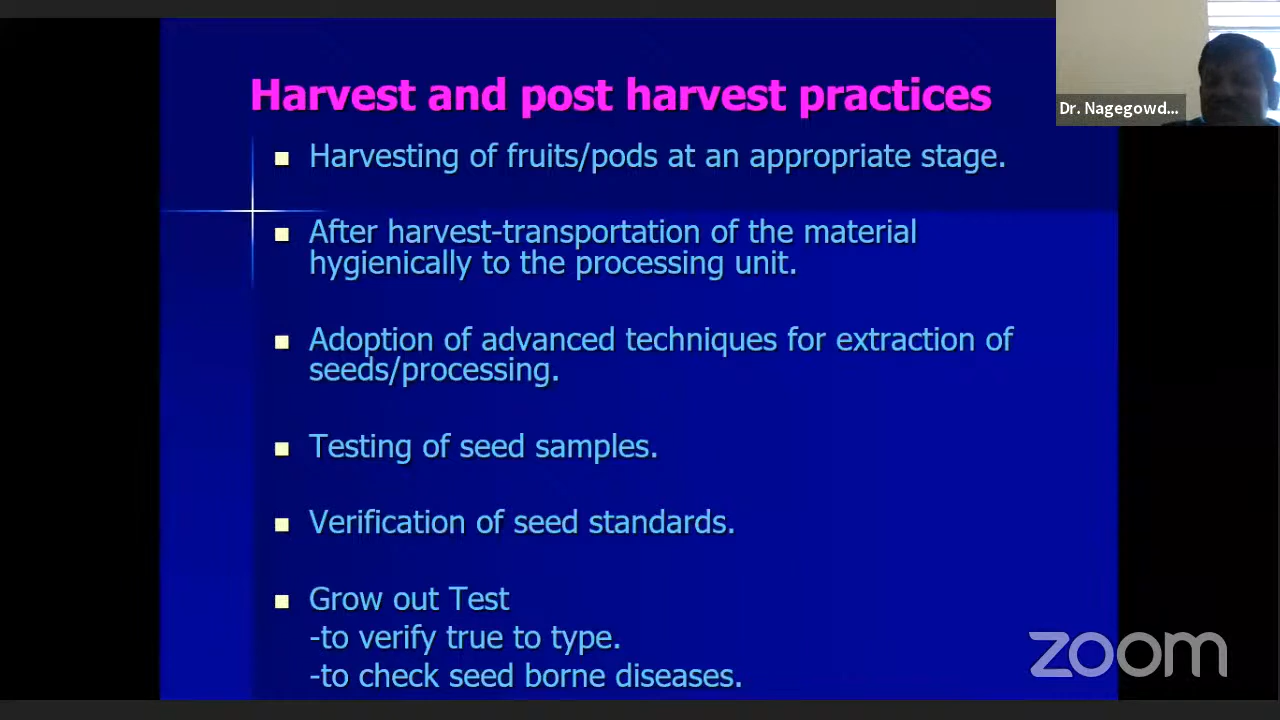 Harvest and post harvest practices
Dr. Nagegowd...
Harvesting of fruits/pods at an appropriate stage.
After harvest-transportation of the material
hygienically to the processing unit.
Adoption of advanced techniques for extraction of
seeds/processing.
Testing of seed samples.
Verification of seed standards.
Grow out Test
-to verify true to type.
-to check seed borne diseases.
zoom